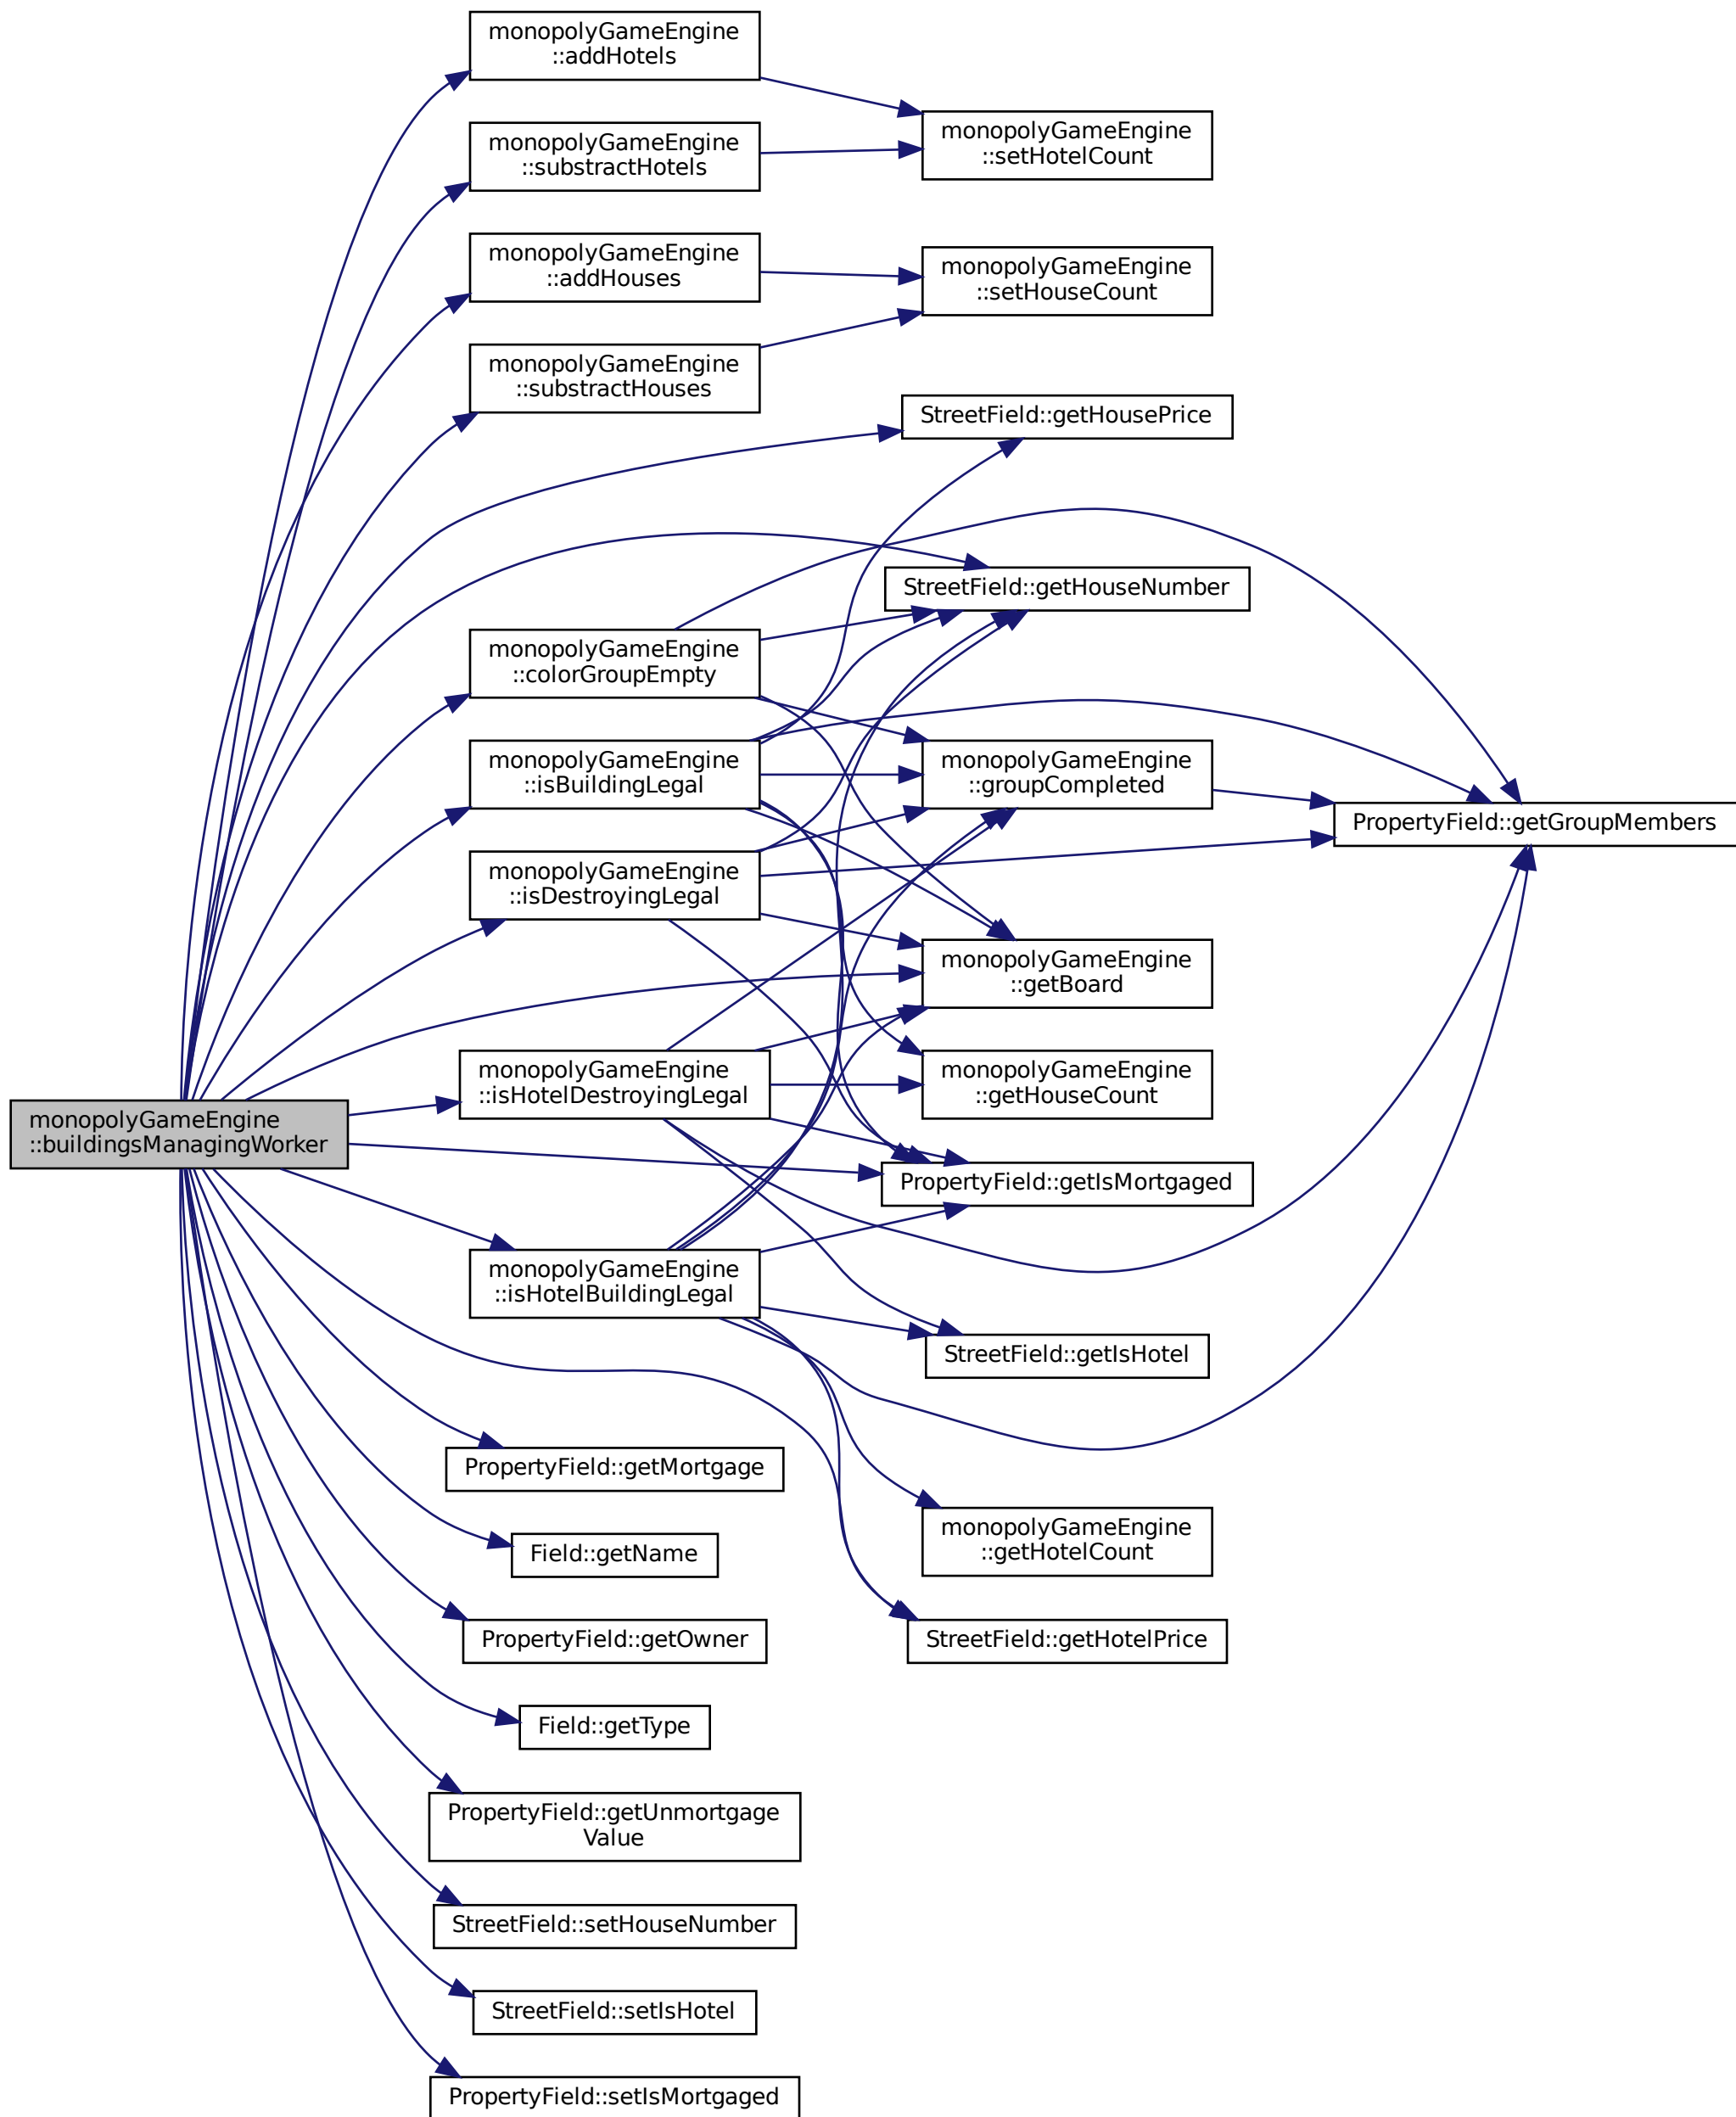 monopolyGameEngine
::addHotels
monopolyGameEngine
::setHotelCount
monopolyGameEngine
::substractHotels
monopolyGameEngine
::addHouses
monopolyGameEngine
::setHouseCount
monopolyGameEngine
::substractHouses
StreetField::getHousePrice
StreetField::getHouseNumber
monopolyGameEngine
::colorGroupEmpty
monopolyGameEngine
::isBuildingLegal
monopolyGameEngine
::groupCompleted
PropertyField::getGroupMembers
monopolyGameEngine
::isDestroyingLegal
monopolyGameEngine
::getBoard
monopolyGameEngine
::isHotelDestroyingLegal
monopolyGameEngine
::getHouseCount
monopolyGameEngine
::buildingsManagingWorker
PropertyField::getIsMortgaged
monopolyGameEngine
::isHotelBuildingLegal
StreetField::getIsHotel
PropertyField::getMortgage
monopolyGameEngine
::getHotelCount
Field::getName
PropertyField::getOwner
StreetField::getHotelPrice
Field::getType
PropertyField::getUnmortgage
Value
StreetField::setHouseNumber
StreetField::setIsHotel
PropertyField::setIsMortgaged